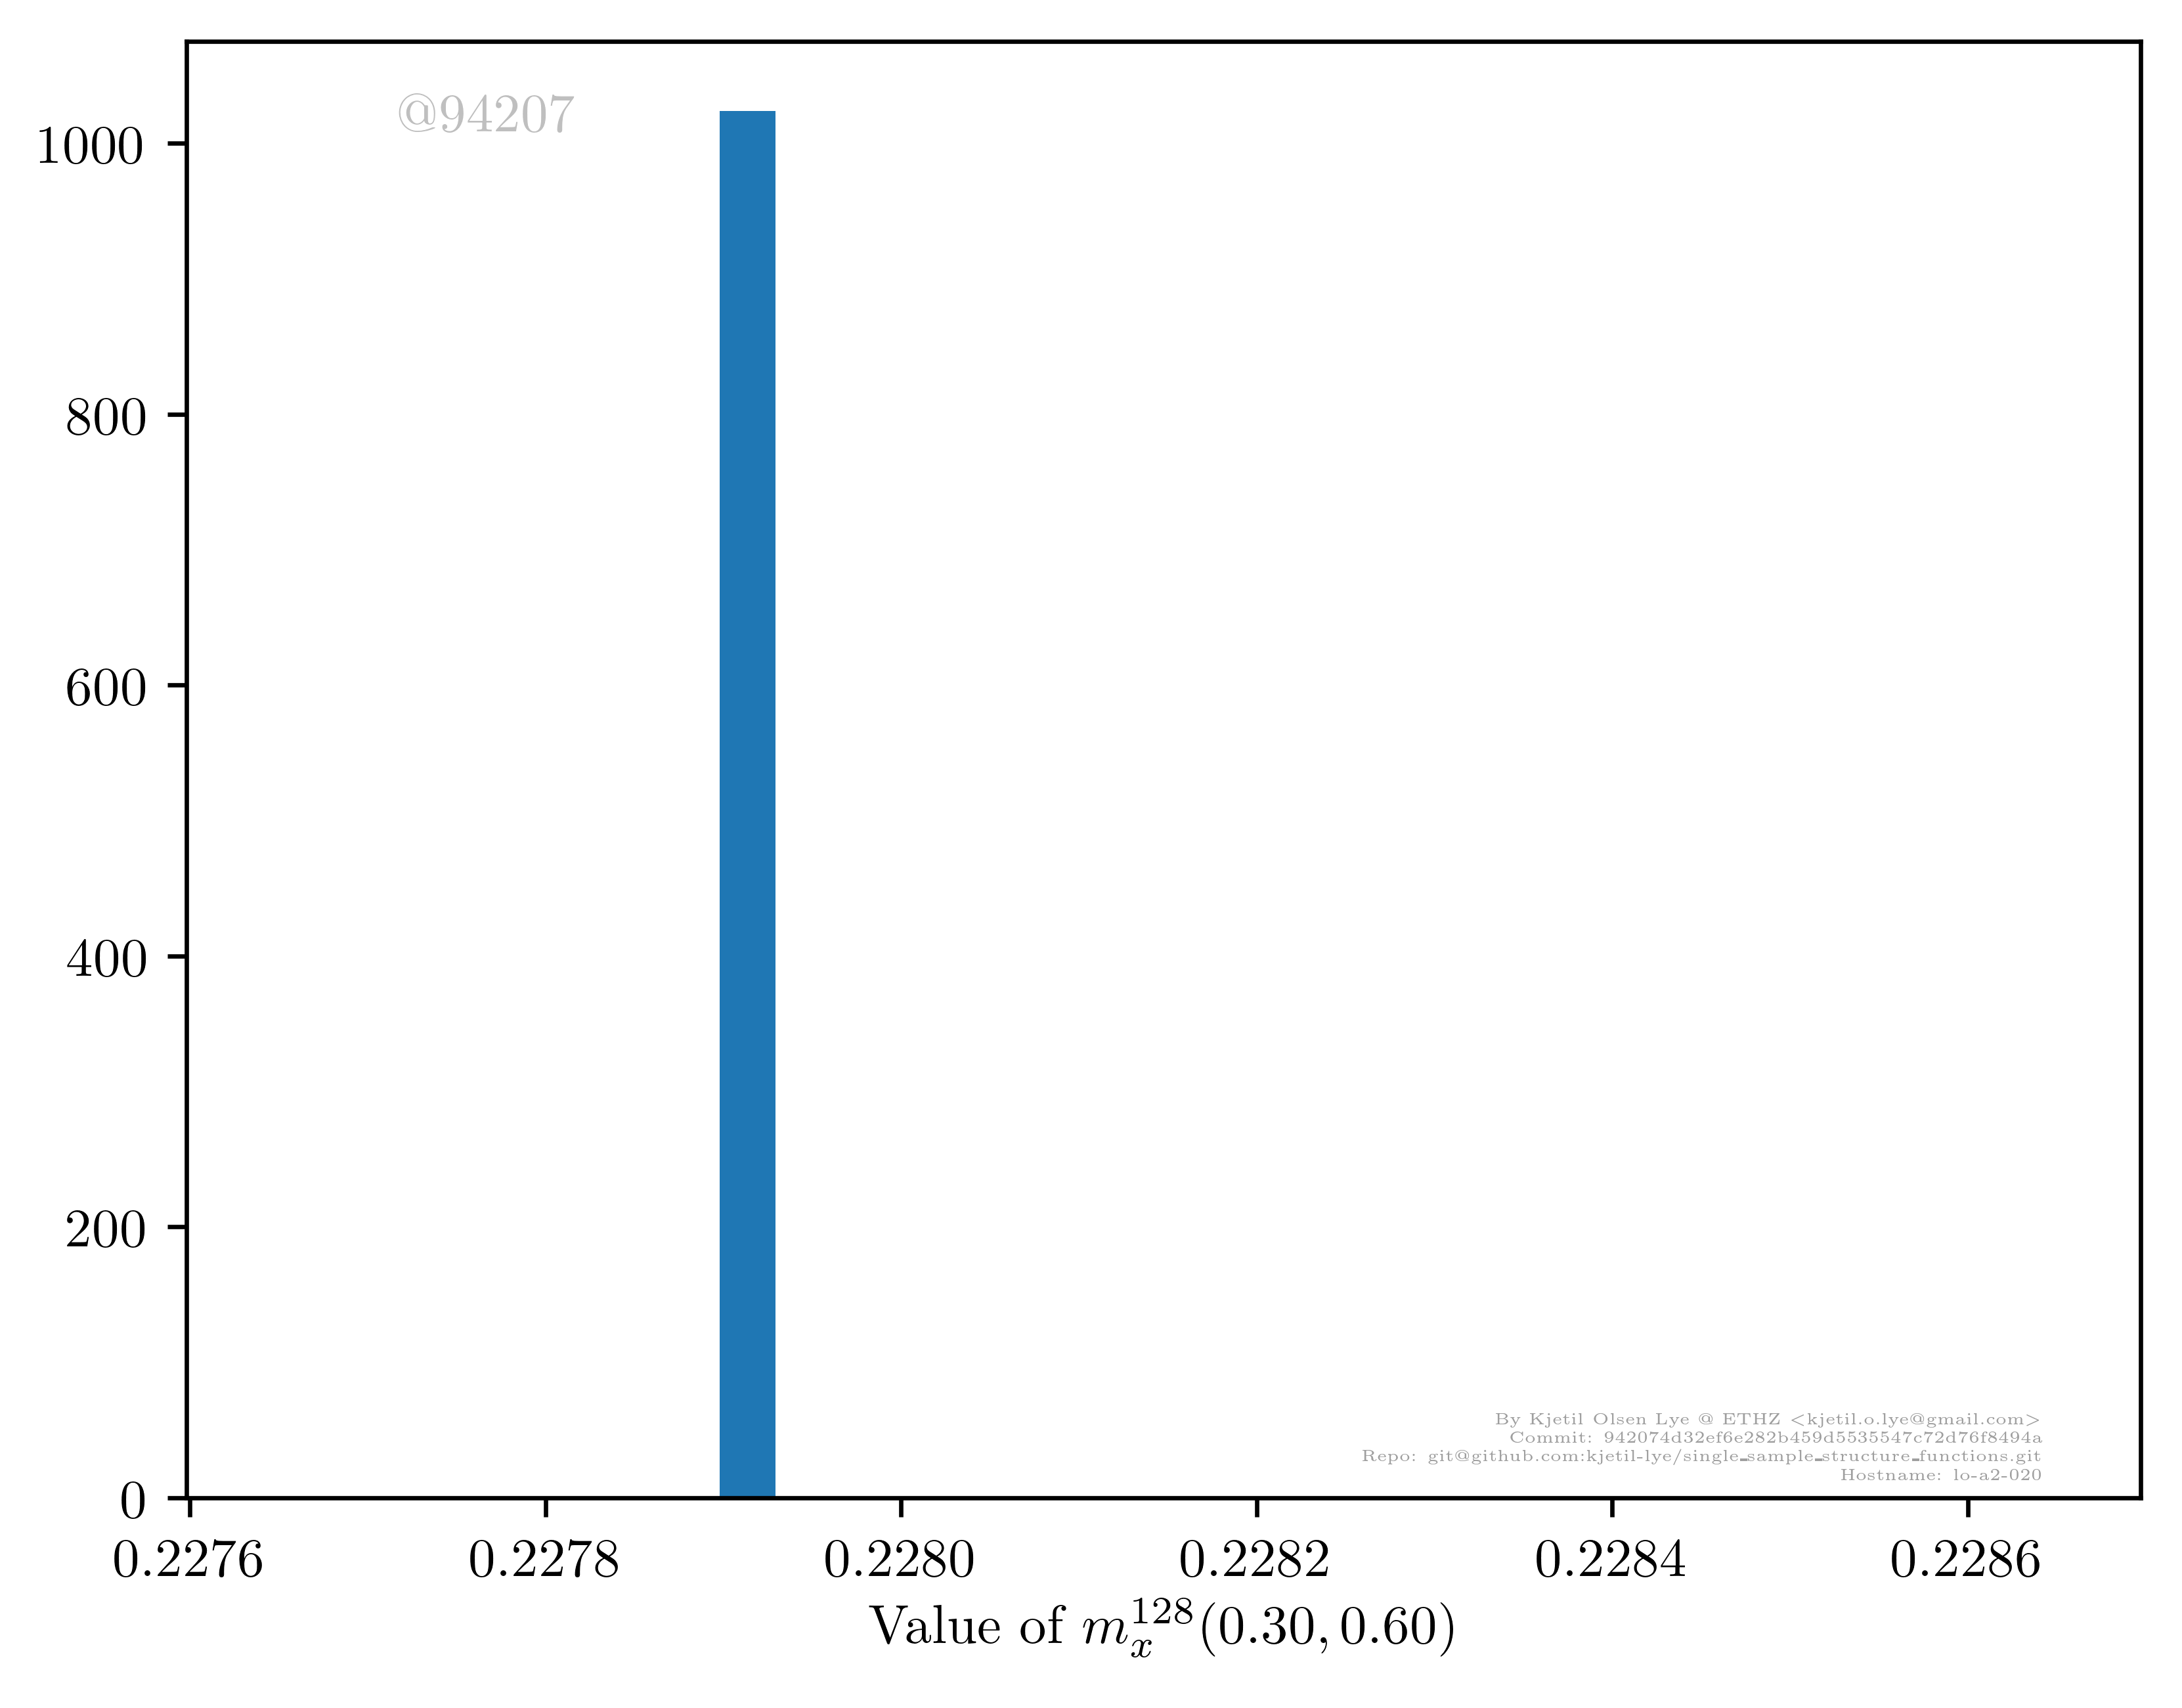 @94207
1000
800
600
400
200
0
By Kjetil Olsen Lye @ ETHZ <kjetil.o.lye@gmail.com>
Commit: 942074d32ef6e282b459d5535547c72d76f8494a
Repo: git@github.com:kjetil-lye/single_sample_structure_functions.git
Hostname: lo-a2-020
0.2276 0.2278 0.2280 0.2282 0.2284 0.2286
Value of $m_x^{128}(0.30, 0.60)$